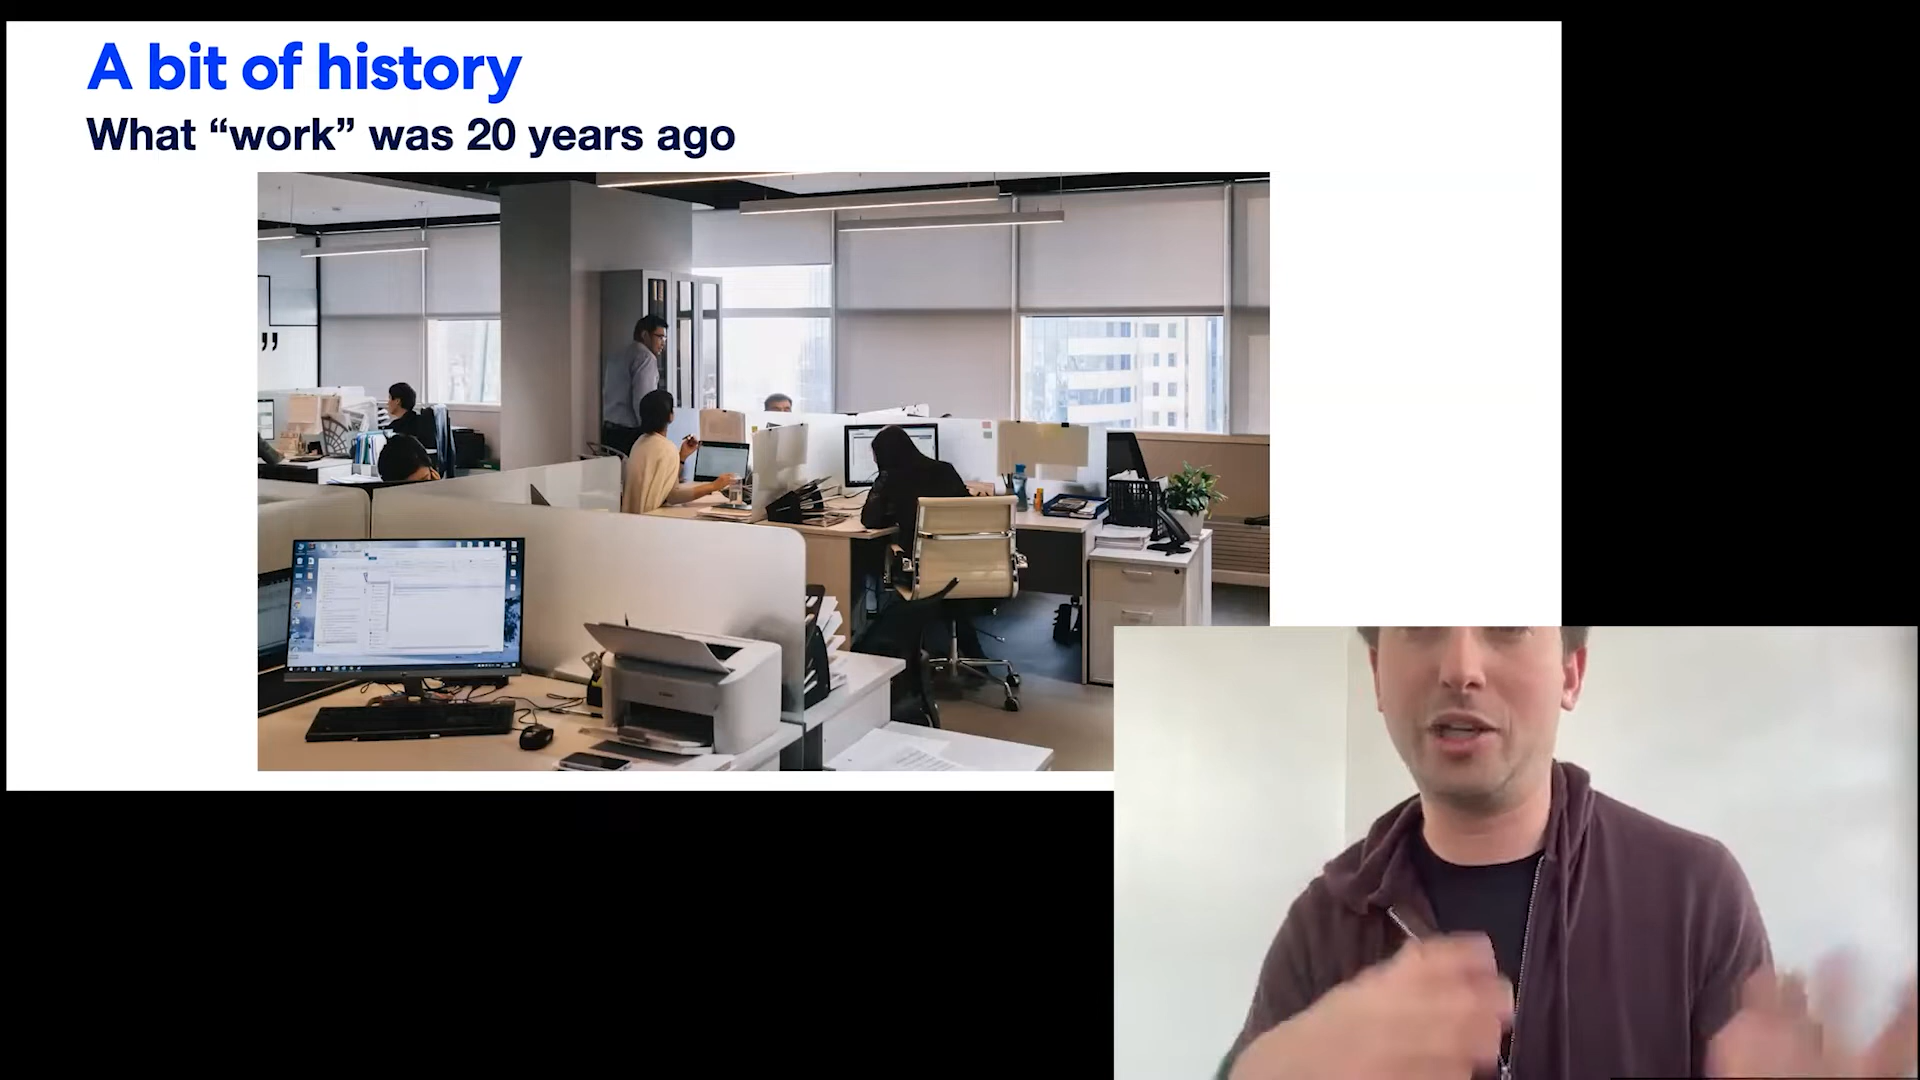 A bit of history
What “work” was 20 years ago
”